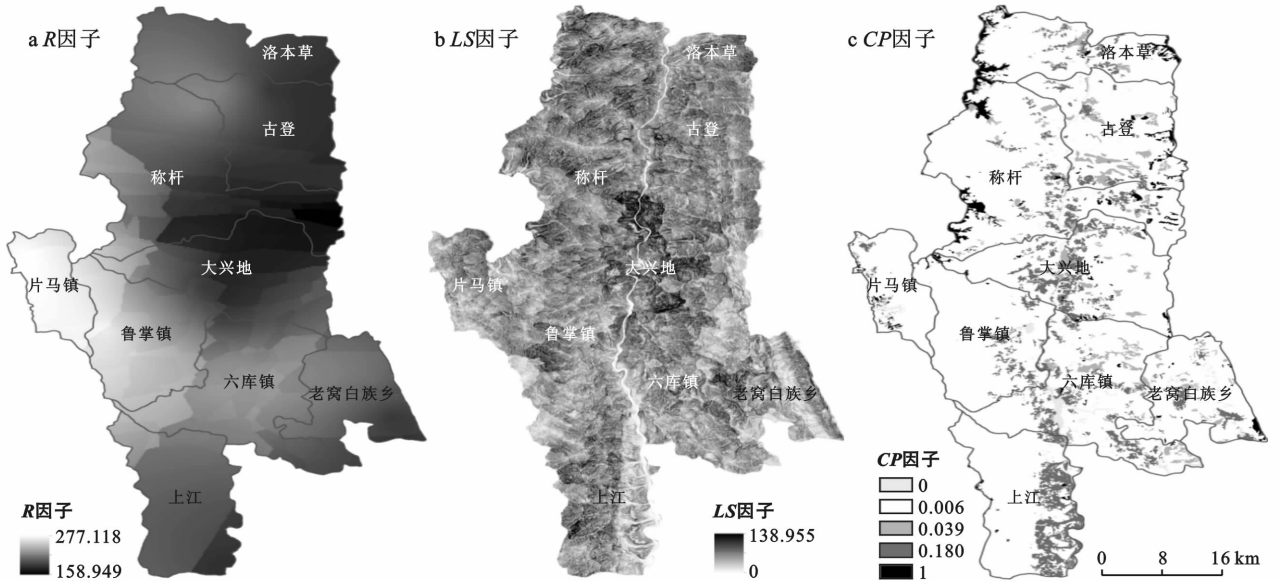 a R因子
洛本草
古登
称杆
大兴地
片马镇
鲁掌镇
六库镇
老窝白族乡
上江
R因子
277.118
158.949
b LS因子
洛本草
古登
称杆
大兴地
片马镇
鲁掌镇
六库镇
老窝白族乡
上江
LS因子
138.955
0
c CP因子
洛本草
古登
称杆
大兴地
片马镇
鲁掌镇
六库镇
老窝白族乡
上江
CP因子
0
0.006
0.039
0.180
1
0 8 16 km